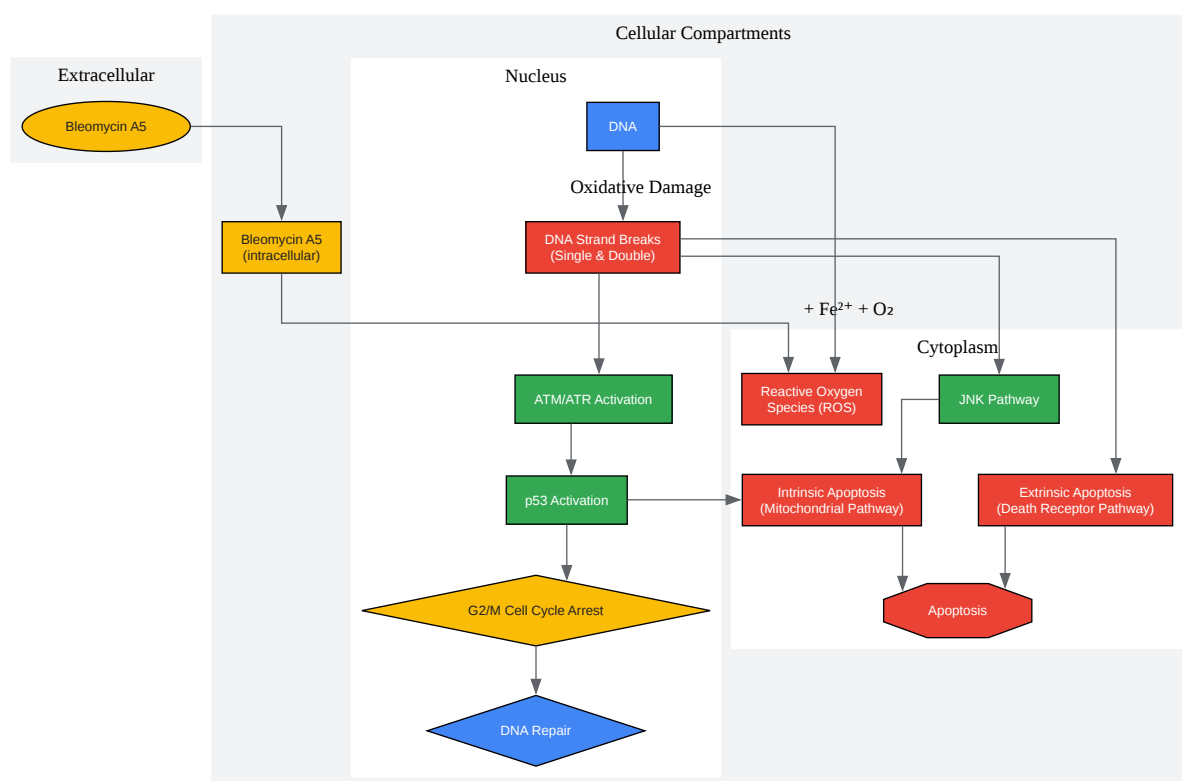 Cellular Compartments
Extracellular
Nucleus
Bleomycin A5
DNA
Oxidative Damage
Bleomycin A5
(intracellular)
DNA Strand Breaks
(Single & Double)
+ Fe²⁺ + O₂
Cytoplasm
ATM/ATR Activation
Reactive Oxygen
Species (ROS)
JNK Pathway
p53 Activation
Intrinsic Apoptosis
(Mitochondrial Pathway)
Extrinsic Apoptosis
(Death Receptor Pathway)
G2/M Cell Cycle Arrest
Apoptosis
DNA Repair